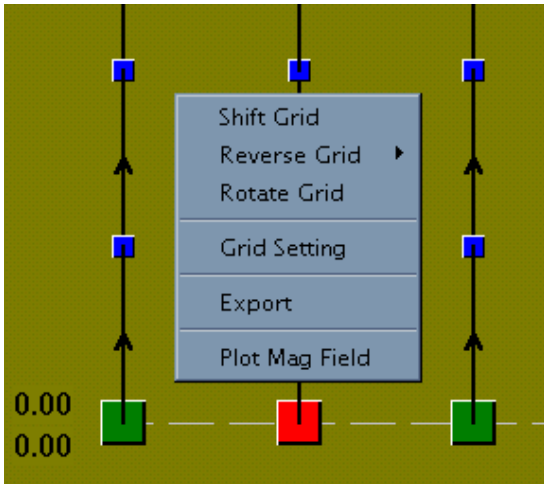 Shift Grid
Reverse Grid
Rotate Grid
Grid Setting
Export
Plot Mag Field
0.00
0.00